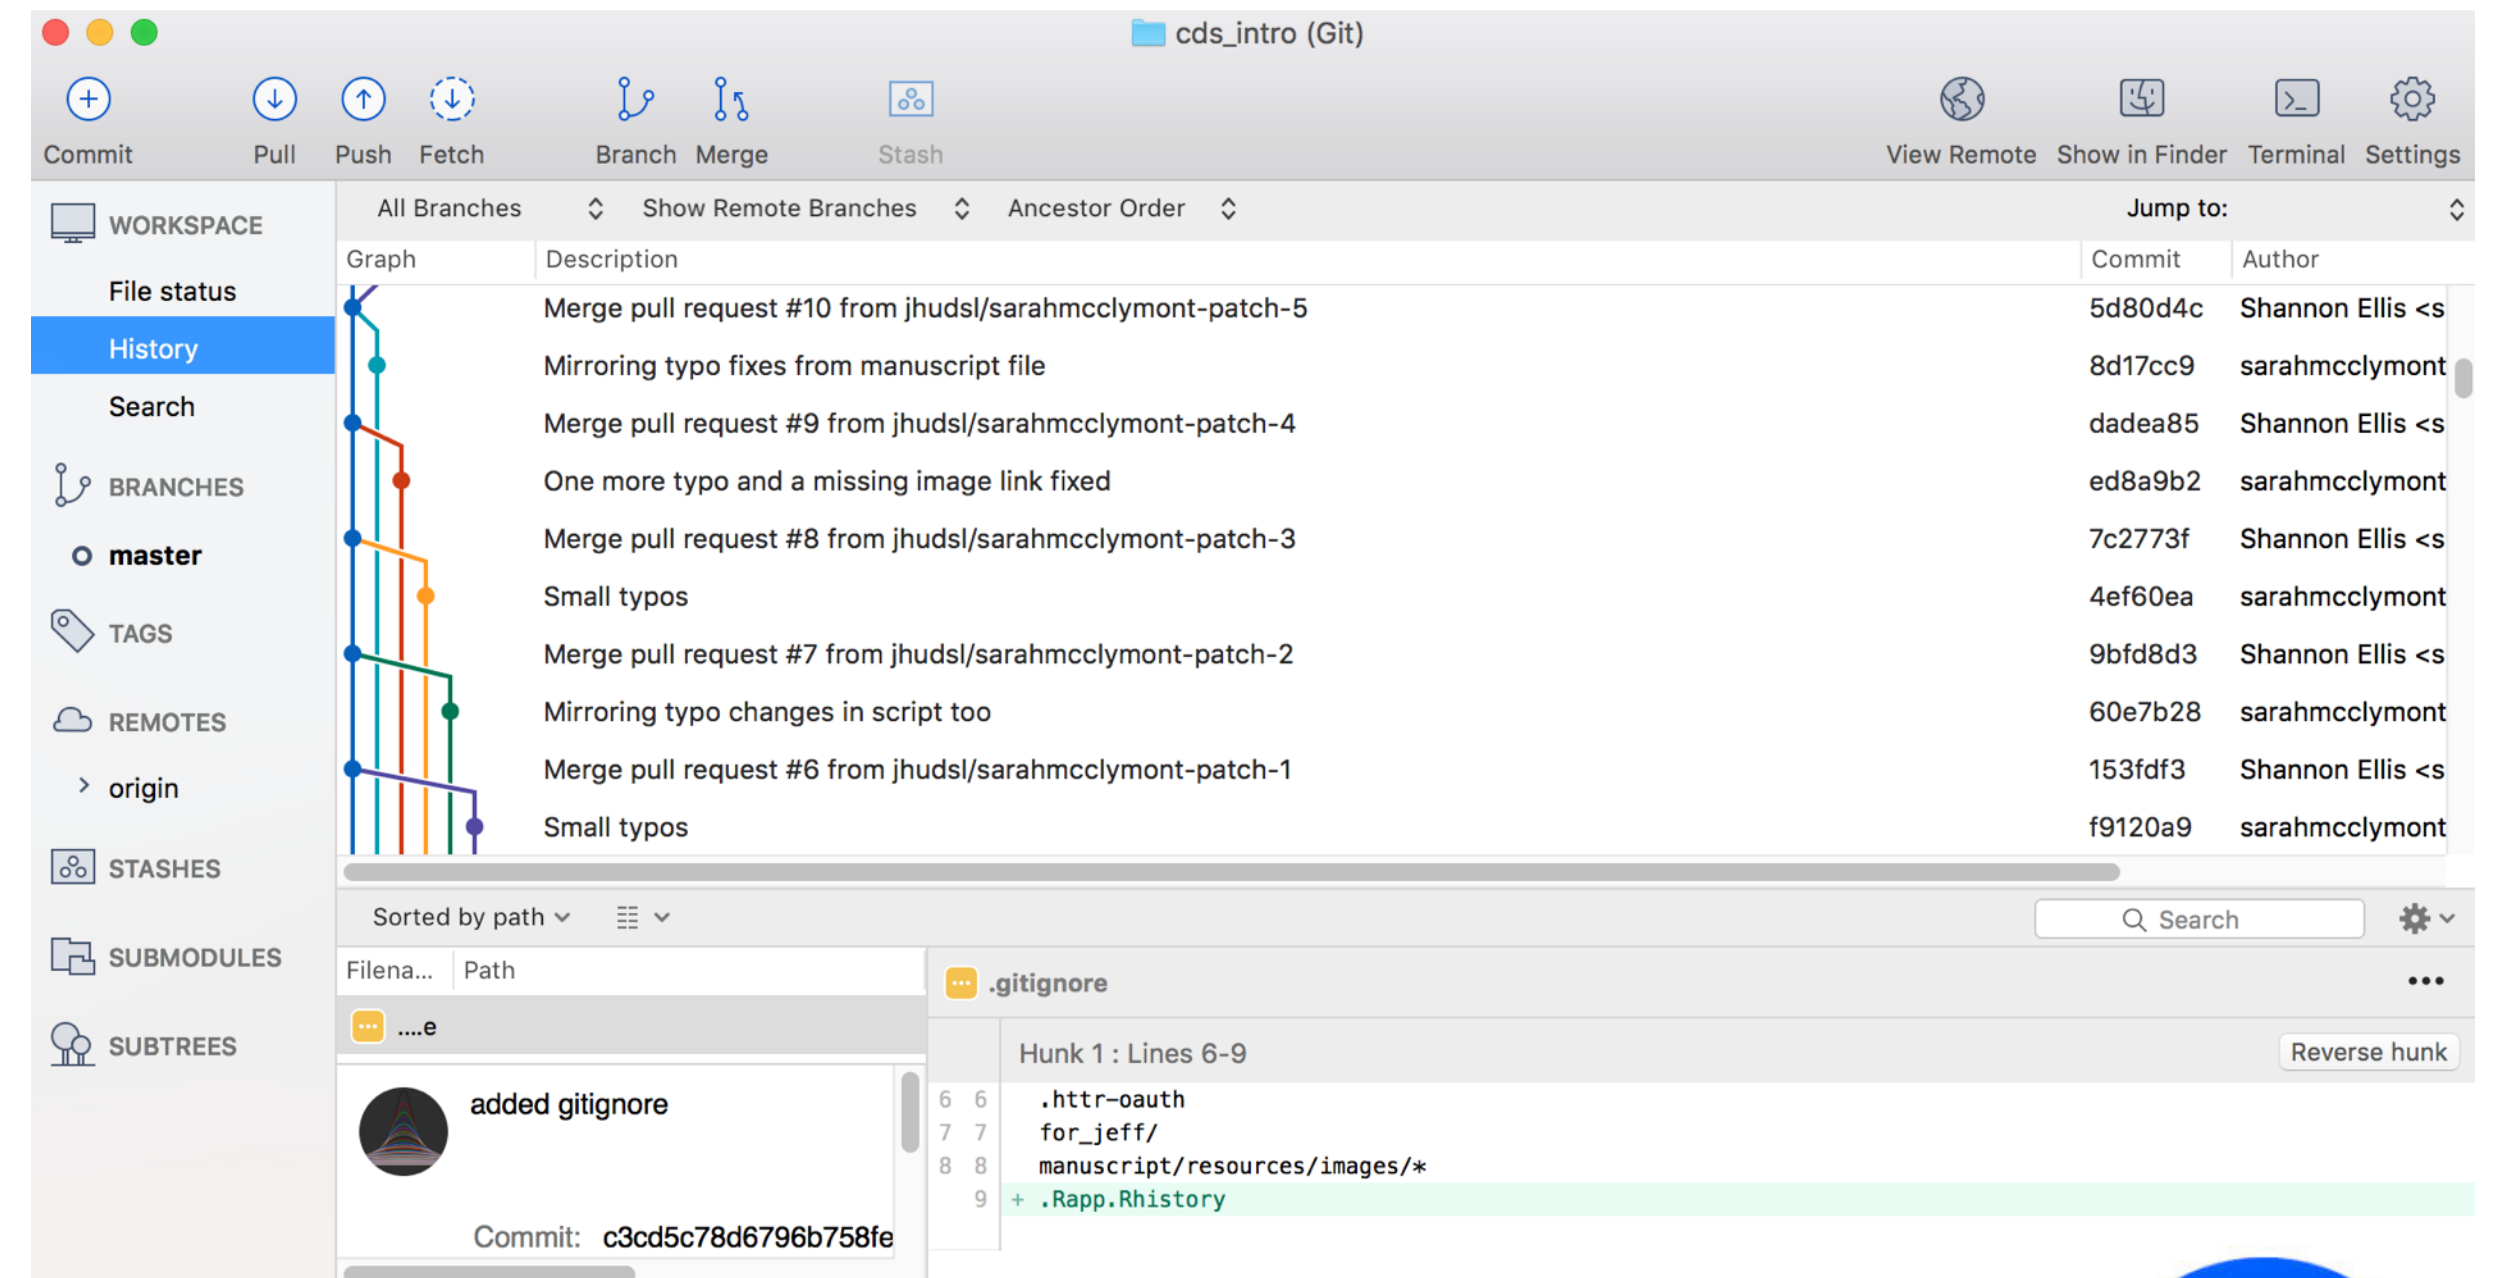 cds_intro (Git)
Commit Pull Push Fetch Branch Merge Stash View Remote Show in Finder Terminal Settings
WORKSPACE
File status
History
Search
BRANCHES
master
TAGS
REMOTES
origin
STASHES
SUBMODULES
SUBTREES
All Branches Show Remote Branches Ancestor Order Jump to:
Graph Description Commit Author
Merge pull request #10 from jhudsl/sarahmcclymont-patch-5 5d80d4c Shannon Ellis <s
Mirroring typo fixes from manuscript file 8d17cc9 sarahmcclymont
Merge pull request #9 from jhudsl/sarahmcclymont-patch-4 dadea85 Shannon Ellis <s
One more typo and a missing image link fixed ed8a9b2 sarahmcclymont
Merge pull request #8 from jhudsl/sarahmcclymont-patch-3 7c2773f Shannon Ellis <s
Small typos 4ef60ea sarahmcclymont
Merge pull request #7 from jhudsl/sarahmcclymont-patch-2 9bfd8d3 Shannon Ellis <s
Mirroring typo changes in script too 60e7b28 sarahmcclymont
Merge pull request #6 from jhudsl/sarahmcclymont-patch-1 153fdf3 Shannon Ellis <s
Small typos f9120a9 sarahmcclymont
Sorted by path Search
Filena... Path
....e
added gitignore
Commit: c3cd5c78d6796b758fe
.gitignore
Hunk 1 : Lines 6-9 Reverse hunk
6 6 .httr-oauth
7 7 for_jeff/
8 8 manuscript/resources/images/*
9 + .Rapp.Rhistory